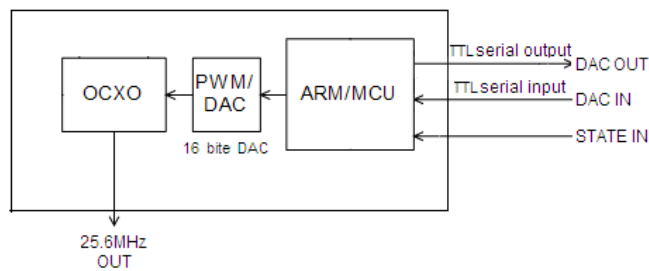 TTLserial output
DAC OUT
OCXO
PWM/
DAC
ARM/MCU
TTLserial input
DAC IN
STATE IN
16 bite DAC
25.6MHz
OUT